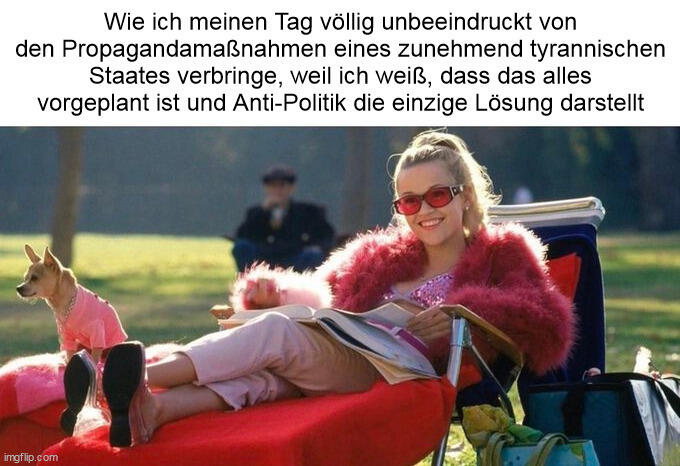 Wie ich meinen Tag völlig unbeeindruckt von
den Propagandamaßnahmen eines zunehmend tyrannischen
Staates verbringe, weil ich weiß, dass das alles
vorgeplant ist und Anti-Politik die einzige Lösung darstellt
imgflip.com